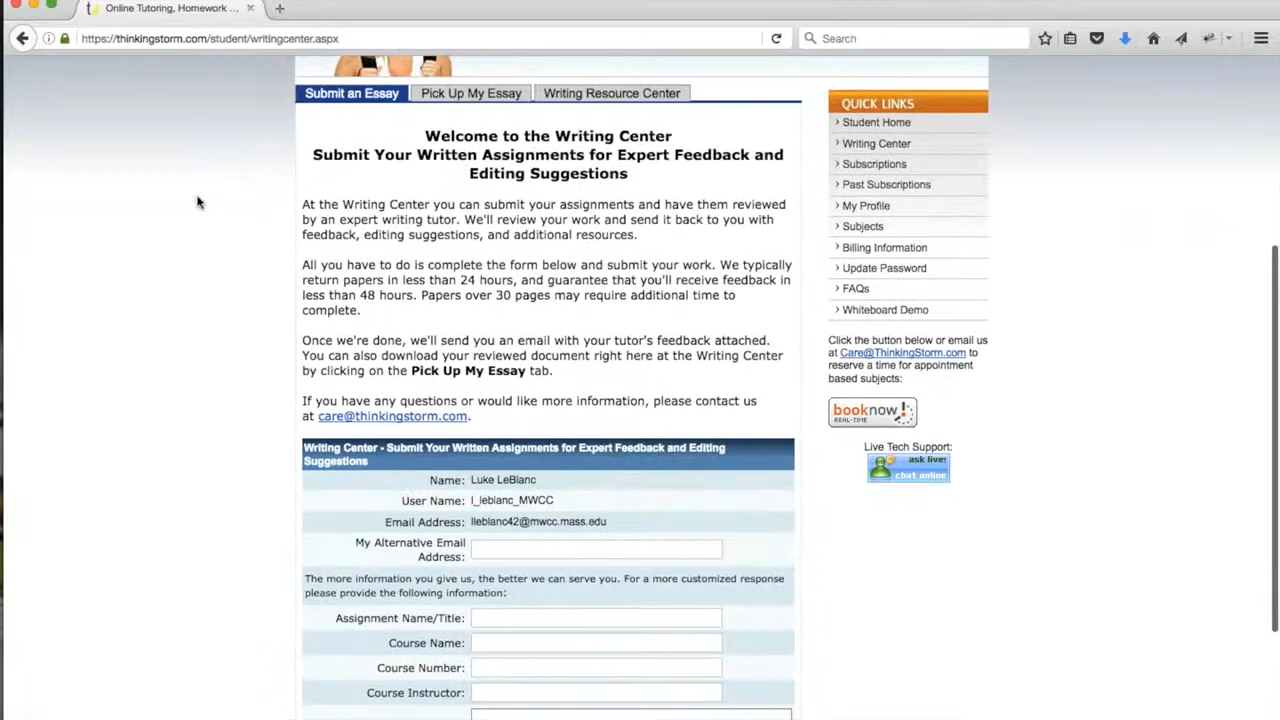 Online Tutoring, Homework ...
https://thinkingstorm.com/student/writingcenter.aspx
Search
Submit an Essay
Pick Up My Essay
Writing Resource Center
Welcome to the Writing Center
Submit Your Written Assignments for Expert Feedback and
Editing Suggestions
At the Writing Center you can submit your assignments and have them reviewed
by an expert writing tutor. We'll review your work and send it back to you with
feedback, editing suggestions, and additional resources.
All you have to do is complete the form below and submit your work. We typically
return papers in less than 24 hours, and guarantee that you'll receive feedback in
less than 48 hours. Papers over 30 pages may require additional time to
complete.
Once we're done, we'll send you an email with your tutor's feedback attached.
You can also download your reviewed document right here at the Writing Center
by clicking on the Pick Up My Essay tab.
If you have any questions or would like more information, please contact us
at care@thinkingstorm.com.
Writing Center - Submit Your Written Assignments for Expert Feedback and Editing
Suggestions
Name: Luke LeBlanc
User Name: l_leblanc_MWCC
Email Address: lleblanc42@mwcc.mass.edu
My Alternative Email
Address:
The more information you give us, the better we can serve you. For a more customized response
please provide the following information:
Assignment Name/Title:
Course Name:
Course Number:
Course Instructor:
QUICK LINKS
Student Home
Writing Center
Subscriptions
Past Subscriptions
My Profile
Subjects
Billing Information
Update Password
FAQs
Whiteboard Demo
Click the button below or email us
at Care@ThinkingStorm.com to
reserve a time for appointment
based subjects:
booknow
REAL-TIME
Live Tech Support:
ask live!
chat online